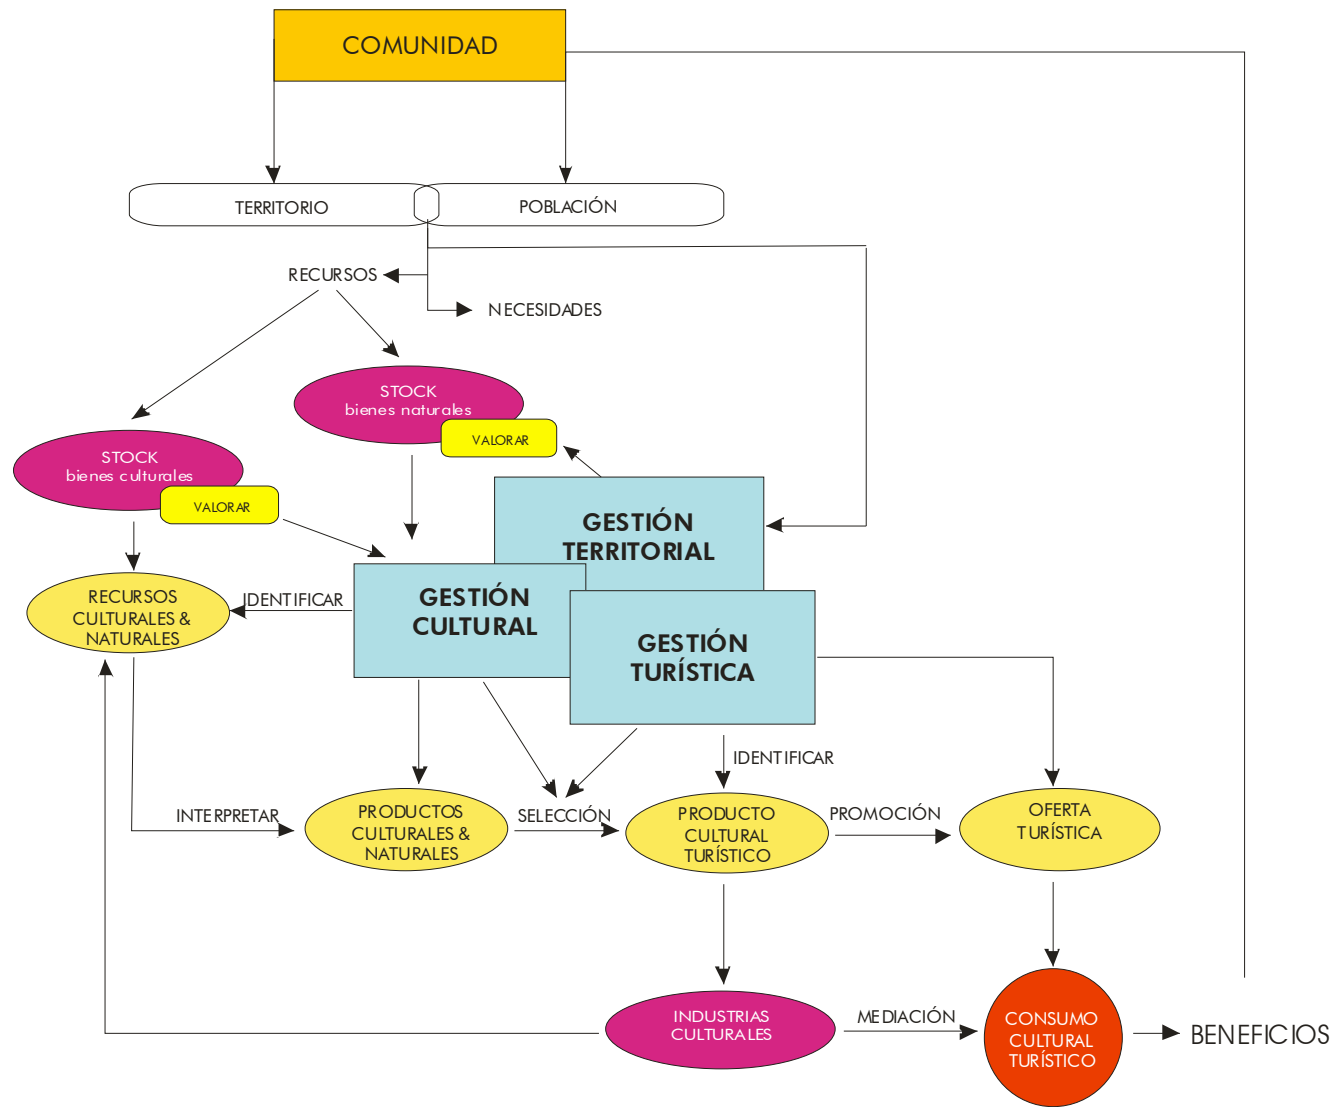 COMUNIDAD
TERRITORIO
POBLACIÓN
RECURSOS
NECESIDADES
STOCK
bienes naturales
VALORAR
STOCK
bienes culturales
VALORAR
GESTIÓN
TERRITORIAL
GESTIÓN
CULTURAL
GESTIÓN
TURÍSTICA
IDENTIFICAR
RECURSOS
CULTURALES &
NATURALES
IDENTIFICAR
INTERPRETAR
PRODUCTOS
CULTURALES &
NATURALES
SELECCIÓN
PRODUCTO
CULTURAL
TURÍSTICO
PROMOCIÓN
OFERTA
TURÍSTICA
INDUSTRIAS
CULTURALES
MEDIACIÓN
CONSUMO
CULTURAL
TURÍSTICO
BENEFICIOS